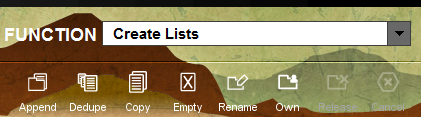 FUNCTION Create Lists
Append Dedupe Copy Empty Rename Own Release Cancel